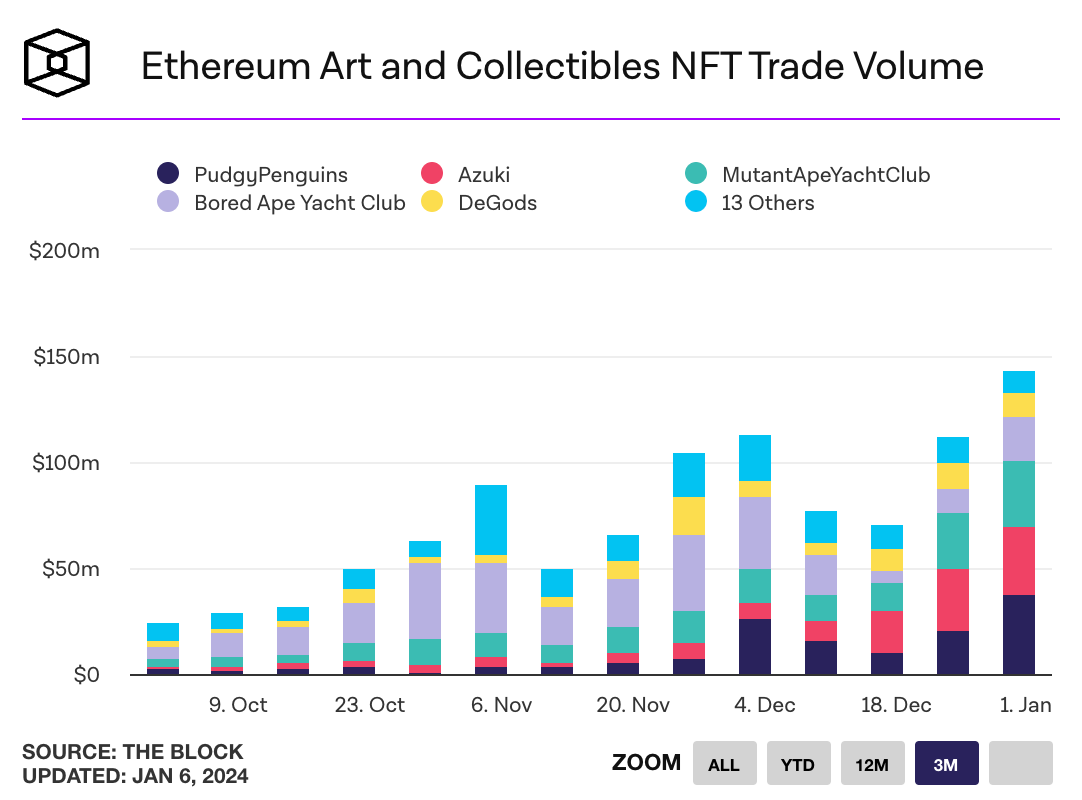 Ethereum Art and Collectibles NFT Trade Volume
PudgyPenguins Azuki MutantApeYachtClub
Bored Ape Yacht Club DeGods 13 Others
$200m
$150m
$100m
$50m
$0
9. Oct 23. Oct 6. Nov 20. Nov 4. Dec 18. Dec 1. Jan
SOURCE: THE BLOCK
UPDATED: JAN 6, 2024
ZOOM ALL YTD 12M 3M